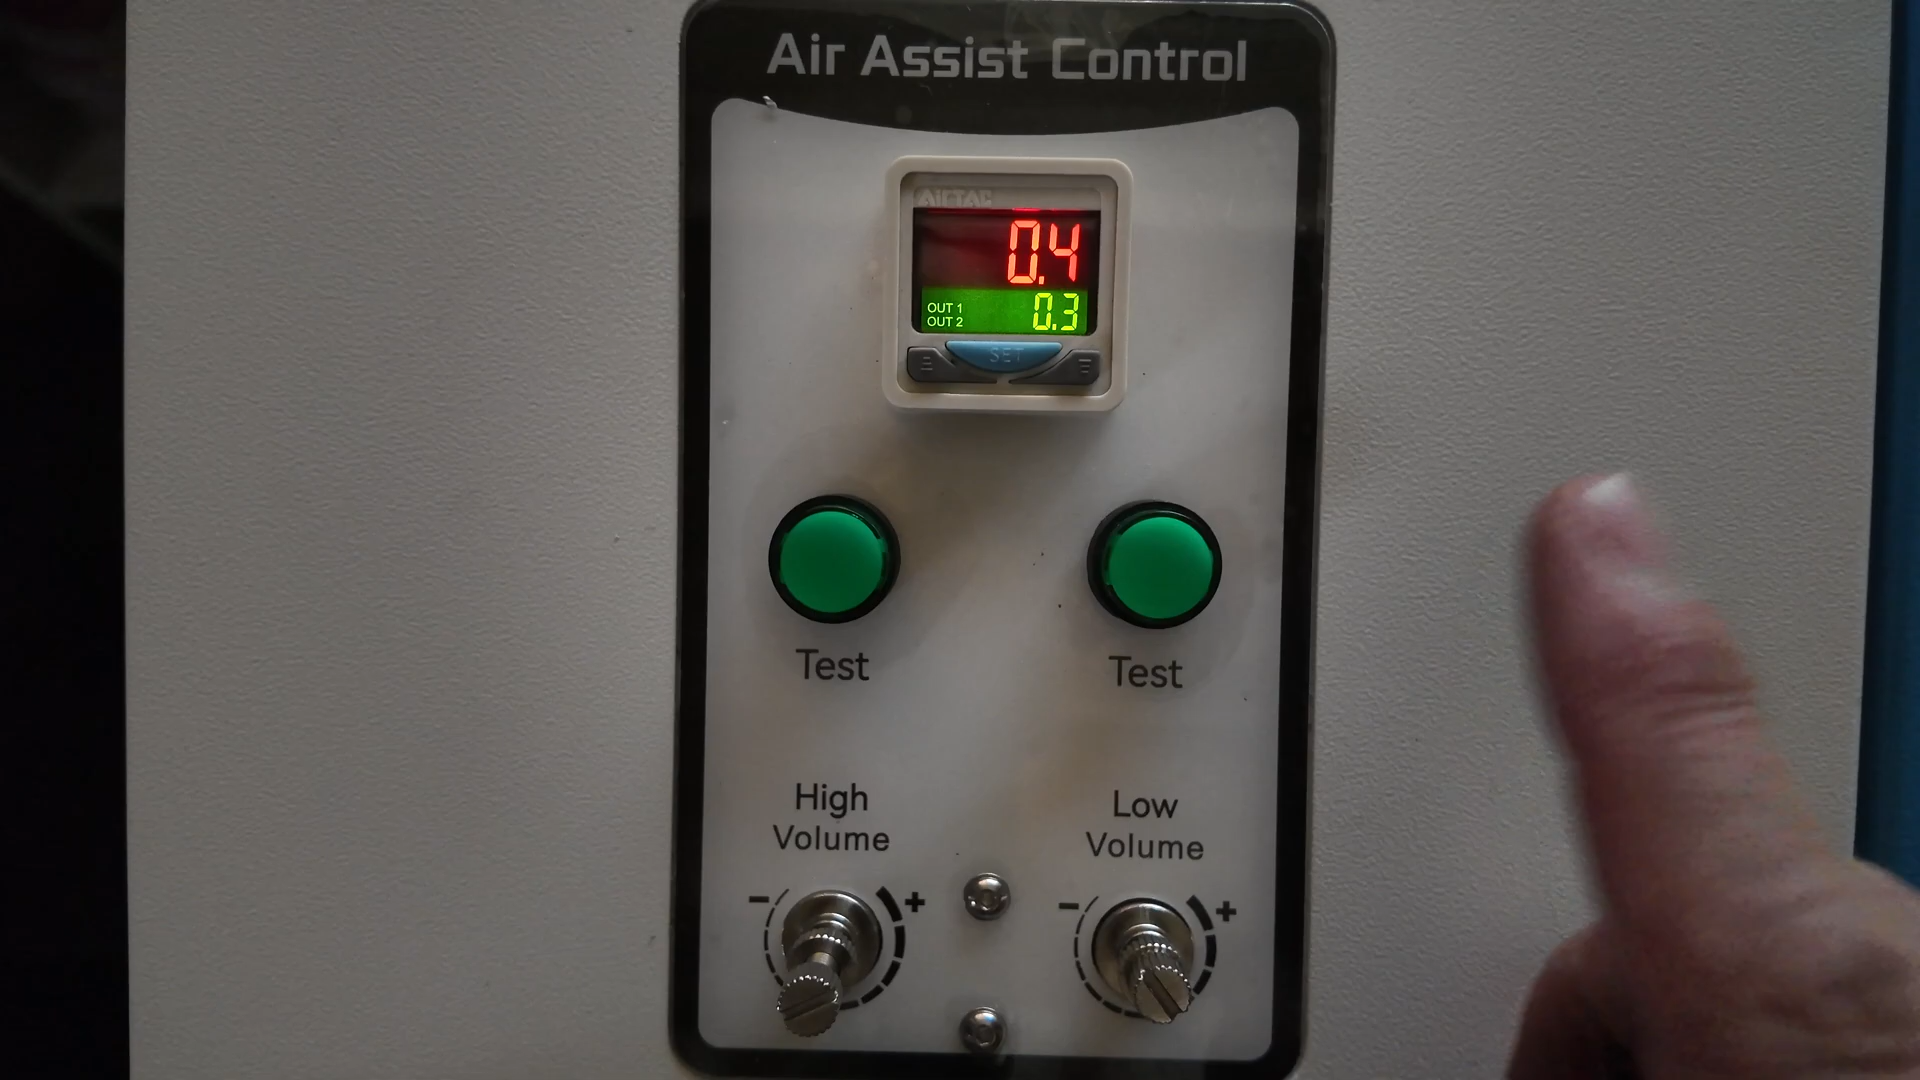 Air Assist Control
AirTAC
0.4
OUT 1
OUT 2
0.3
SET
Test
Test
High
Volume
Low
Volume
- +
- +